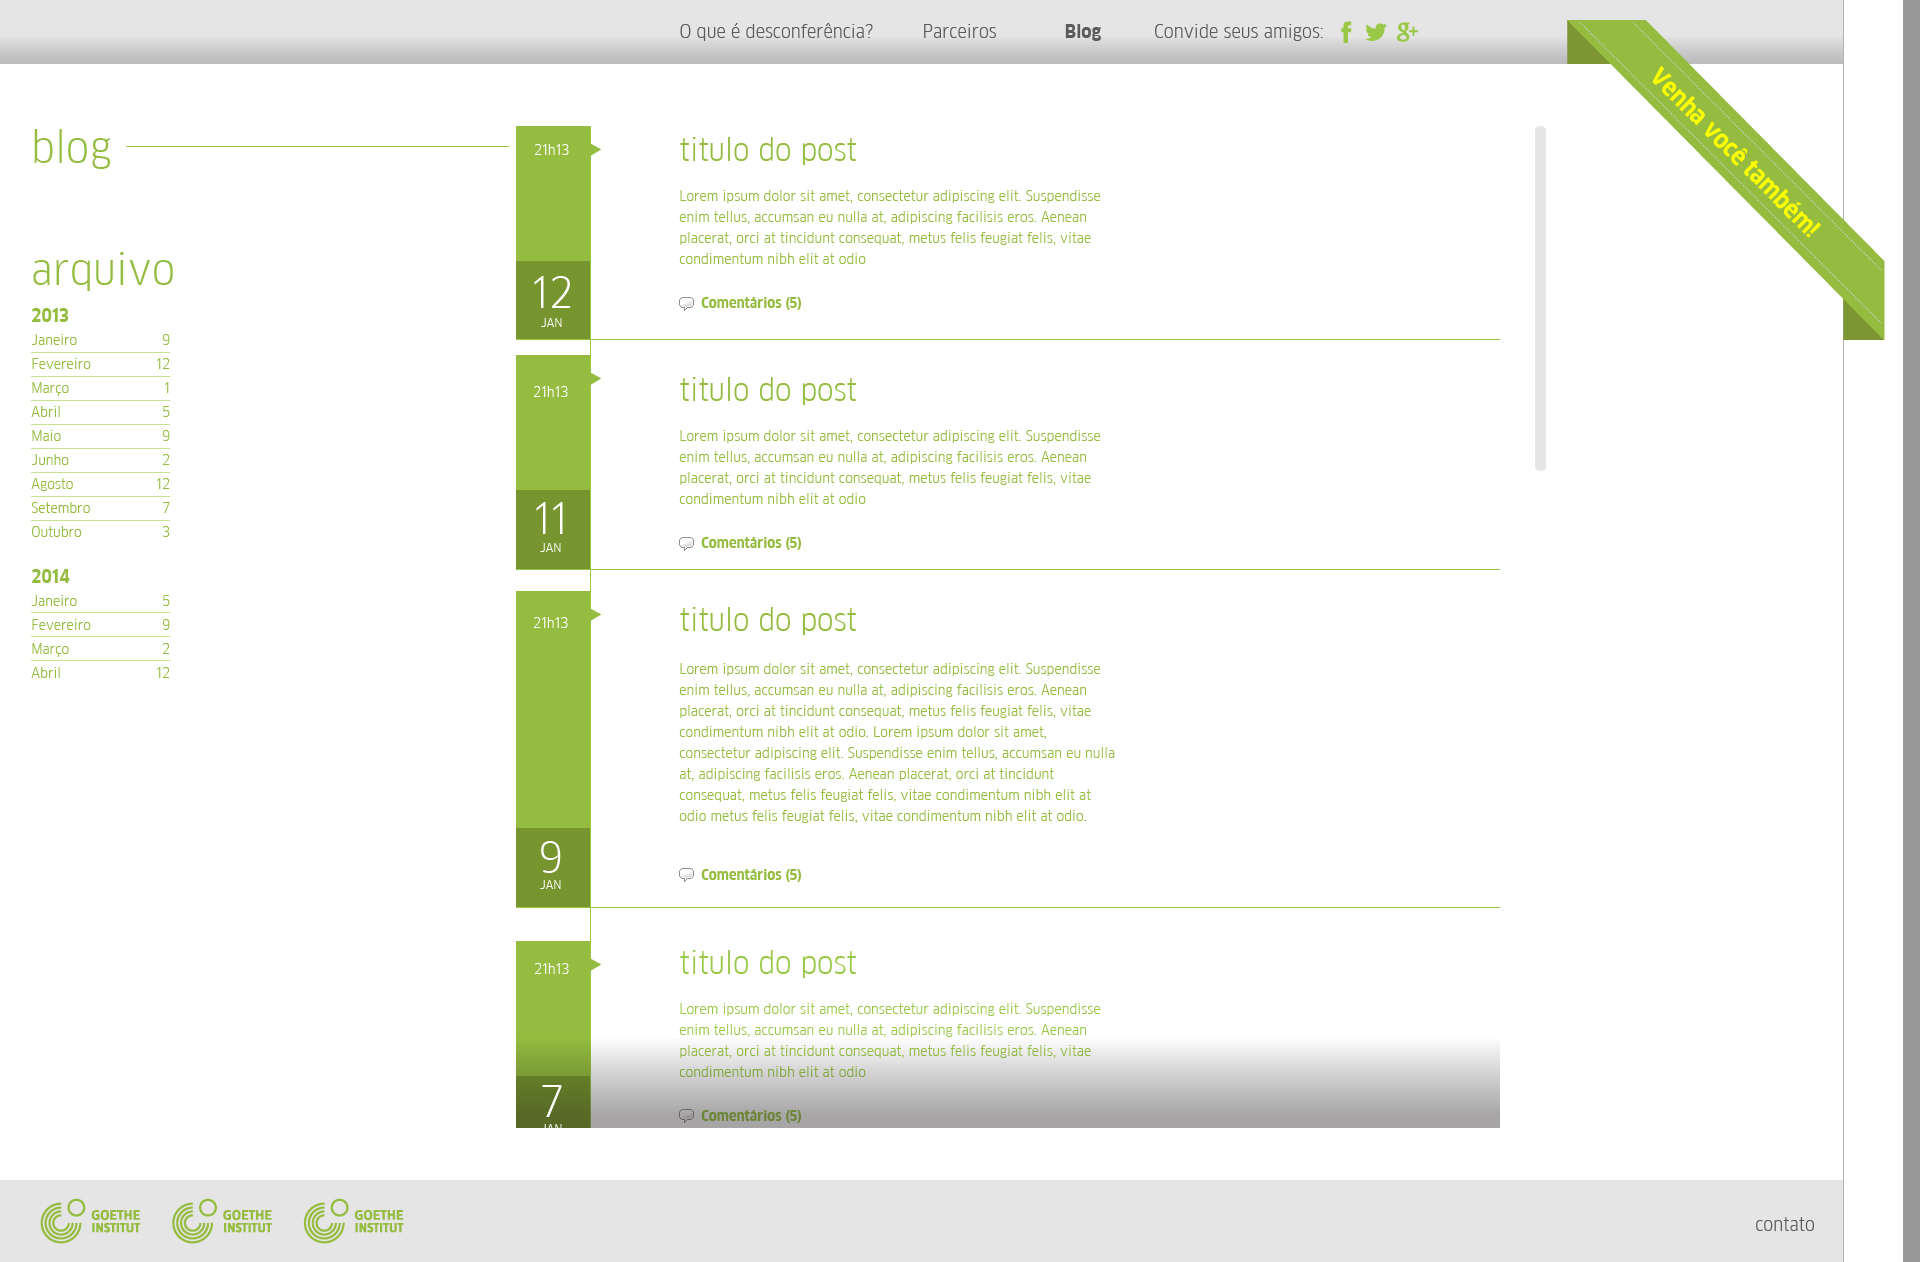 O que é desconferência?
Parceiros
Blog
Convide seus amigos:
Venha você também!
blog
arquivo
2013
Janeiro 9
Fevereiro 12
Março 1
Abril 5
Maio 9
Junho 2
Agosto 12
Setembro 7
Outubro 3
2014
Janeiro 5
Fevereiro 9
Março 2
Abril 12
21h13
12
JAN
titulo do post
Lorem ipsum dolor sit amet, consectetur adipiscing elit. Suspendisse
enim tellus, accumsan eu nulla at, adipiscing facilisis eros. Aenean
placerat, orci at tincidunt consequat, metus felis feugiat felis, vitae
condimentum nibh elit at odio
Comentários (5)
21h13
11
JAN
titulo do post
Lorem ipsum dolor sit amet, consectetur adipiscing elit. Suspendisse
enim tellus, accumsan eu nulla at, adipiscing facilisis eros. Aenean
placerat, orci at tincidunt consequat, metus felis feugiat felis, vitae
condimentum nibh elit at odio
Comentários (5)
21h13
9
JAN
titulo do post
Lorem ipsum dolor sit amet, consectetur adipiscing elit. Suspendisse
enim tellus, accumsan eu nulla at, adipiscing facilisis eros. Aenean
placerat, orci at tincidunt consequat, metus felis feugiat felis, vitae
condimentum nibh elit at odio. Lorem ipsum dolor sit amet,
consectetur adipiscing elit. Suspendisse enim tellus, accumsan eu nulla
at, adipiscing facilisis eros. Aenean placerat, orci at tincidunt
consequat, metus felis feugiat felis, vitae condimentum nibh elit at
odio metus felis feugiat felis, vitae condimentum nibh elit at odio.
Comentários (5)
21h13
7
JAN
titulo do post
Lorem ipsum dolor sit amet, consectetur adipiscing elit. Suspendisse
enim tellus, accumsan eu nulla at, adipiscing facilisis eros. Aenean
placerat, orci at tincidunt consequat, metus felis feugiat felis, vitae
condimentum nibh elit at odio
Comentários (5)
GOETHE
INSTITUT
GOETHE
INSTITUT
GOETHE
INSTITUT
contato